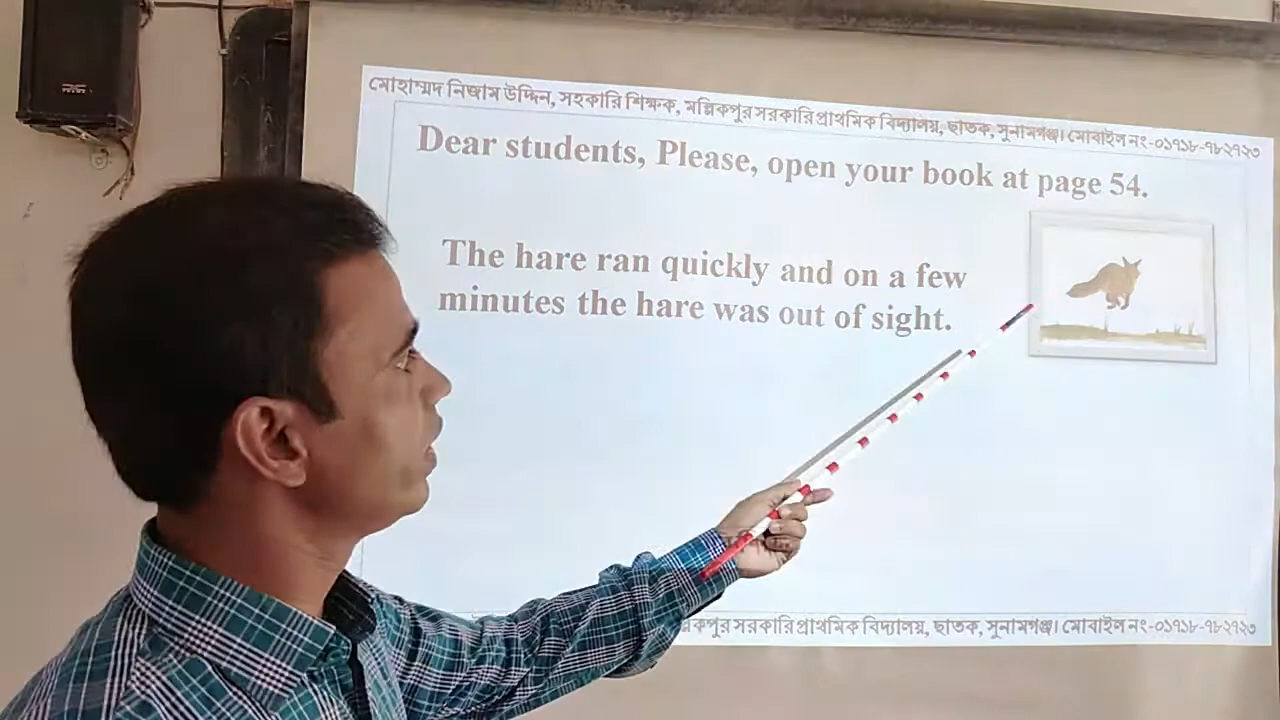 মোহাম্মদ নিজাম উদ্দিন, সহকারি শিক্ষক, মল্লিকপুর সরকারি প্রাথমিক বিদ্যালয়, ছাতক, সুনামগঞ্জ। মোবাইল নং-০১৭১৮-৭৮২৭২৩
Dear students, Please, open your book at page 54.
The hare ran quickly and on a few
minutes the hare was out of sight.
সরকারি প্রাথমিক বিদ্যালয়, ছাতক, সুনামগঞ্জ। মোবাইল নং-০১৭১৮-৭৮২৭২৩